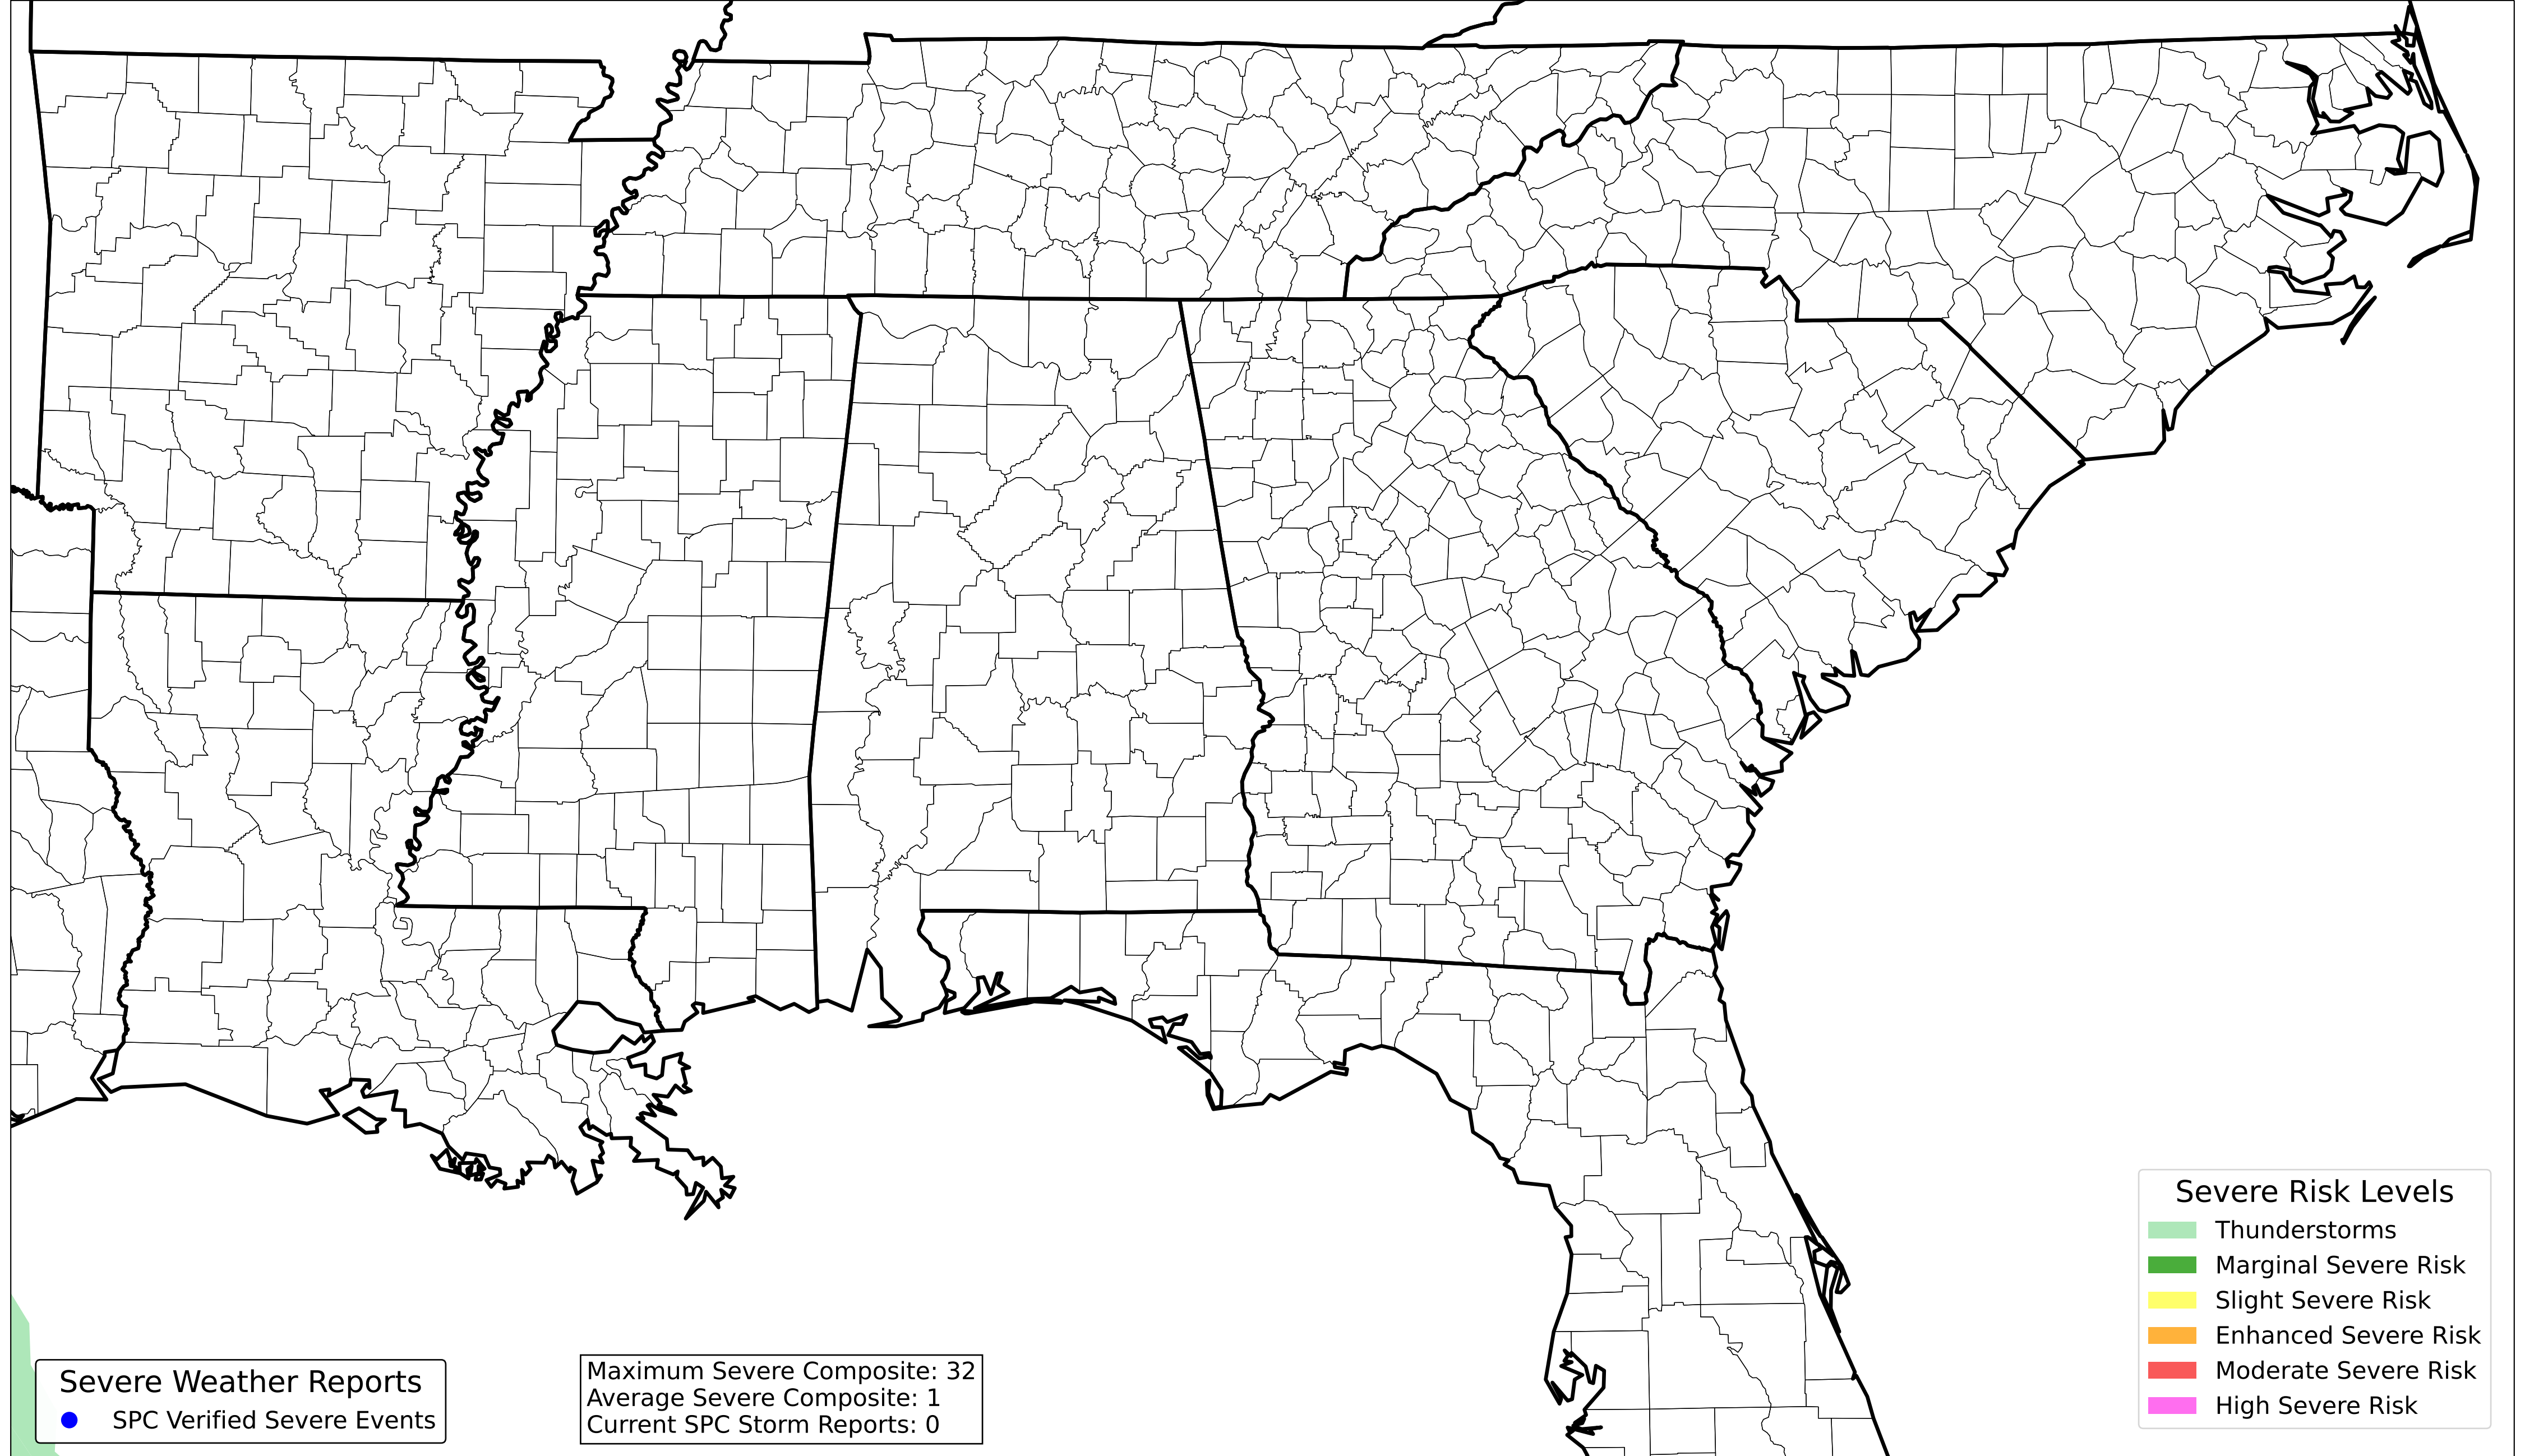 Severe Weather Reports
SPC Verified Severe Events
Maximum Severe Composite: 32
Average Severe Composite: 1
Current SPC Storm Reports: 0
Severe Risk Levels
Thunderstorms
Marginal Severe Risk
Slight Severe Risk
Enhanced Severe Risk
Moderate Severe Risk
High Severe Risk